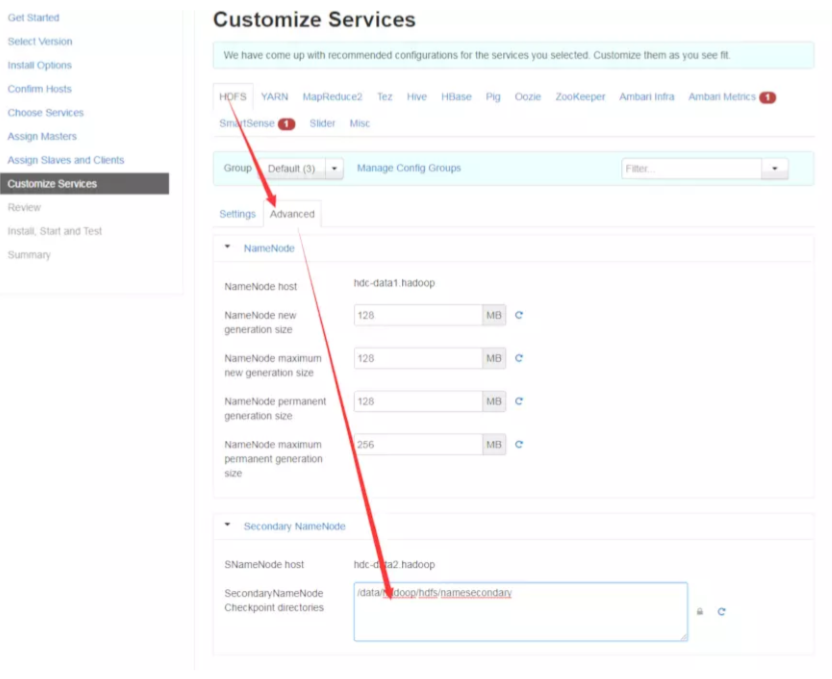 Customize Services
Get Started
Select Version
Install Options
Confirm Hosts
Choose Services
Assign Masters
Assign Slaves and Clients
Customize Services
Review
Install, Start and Test
Summary
We have come up with recommended configurations for the services you selected. Customize them as you see fit.
HDFS YARN MapReduce2 Tez Hive HBase Pig Oozie ZooKeeper Ambari Infra Ambari Metrics 1
SmartSense 1 Slider Misc
Group Default (3) Manage Config Groups Filter...
Settings Advanced
NameNode
NameNode host hdc-data1.hadoop
NameNode new generation size 128 MB
NameNode maximum new generation size 128 MB
NameNode permanent generation size 128 MB
NameNode maximum permanent generation size 256 MB
Secondary NameNode
SNameNode host hdc-data2.hadoop
SecondaryNameNode Checkpoint directories /data/hadoop/hdfs/namesecondary